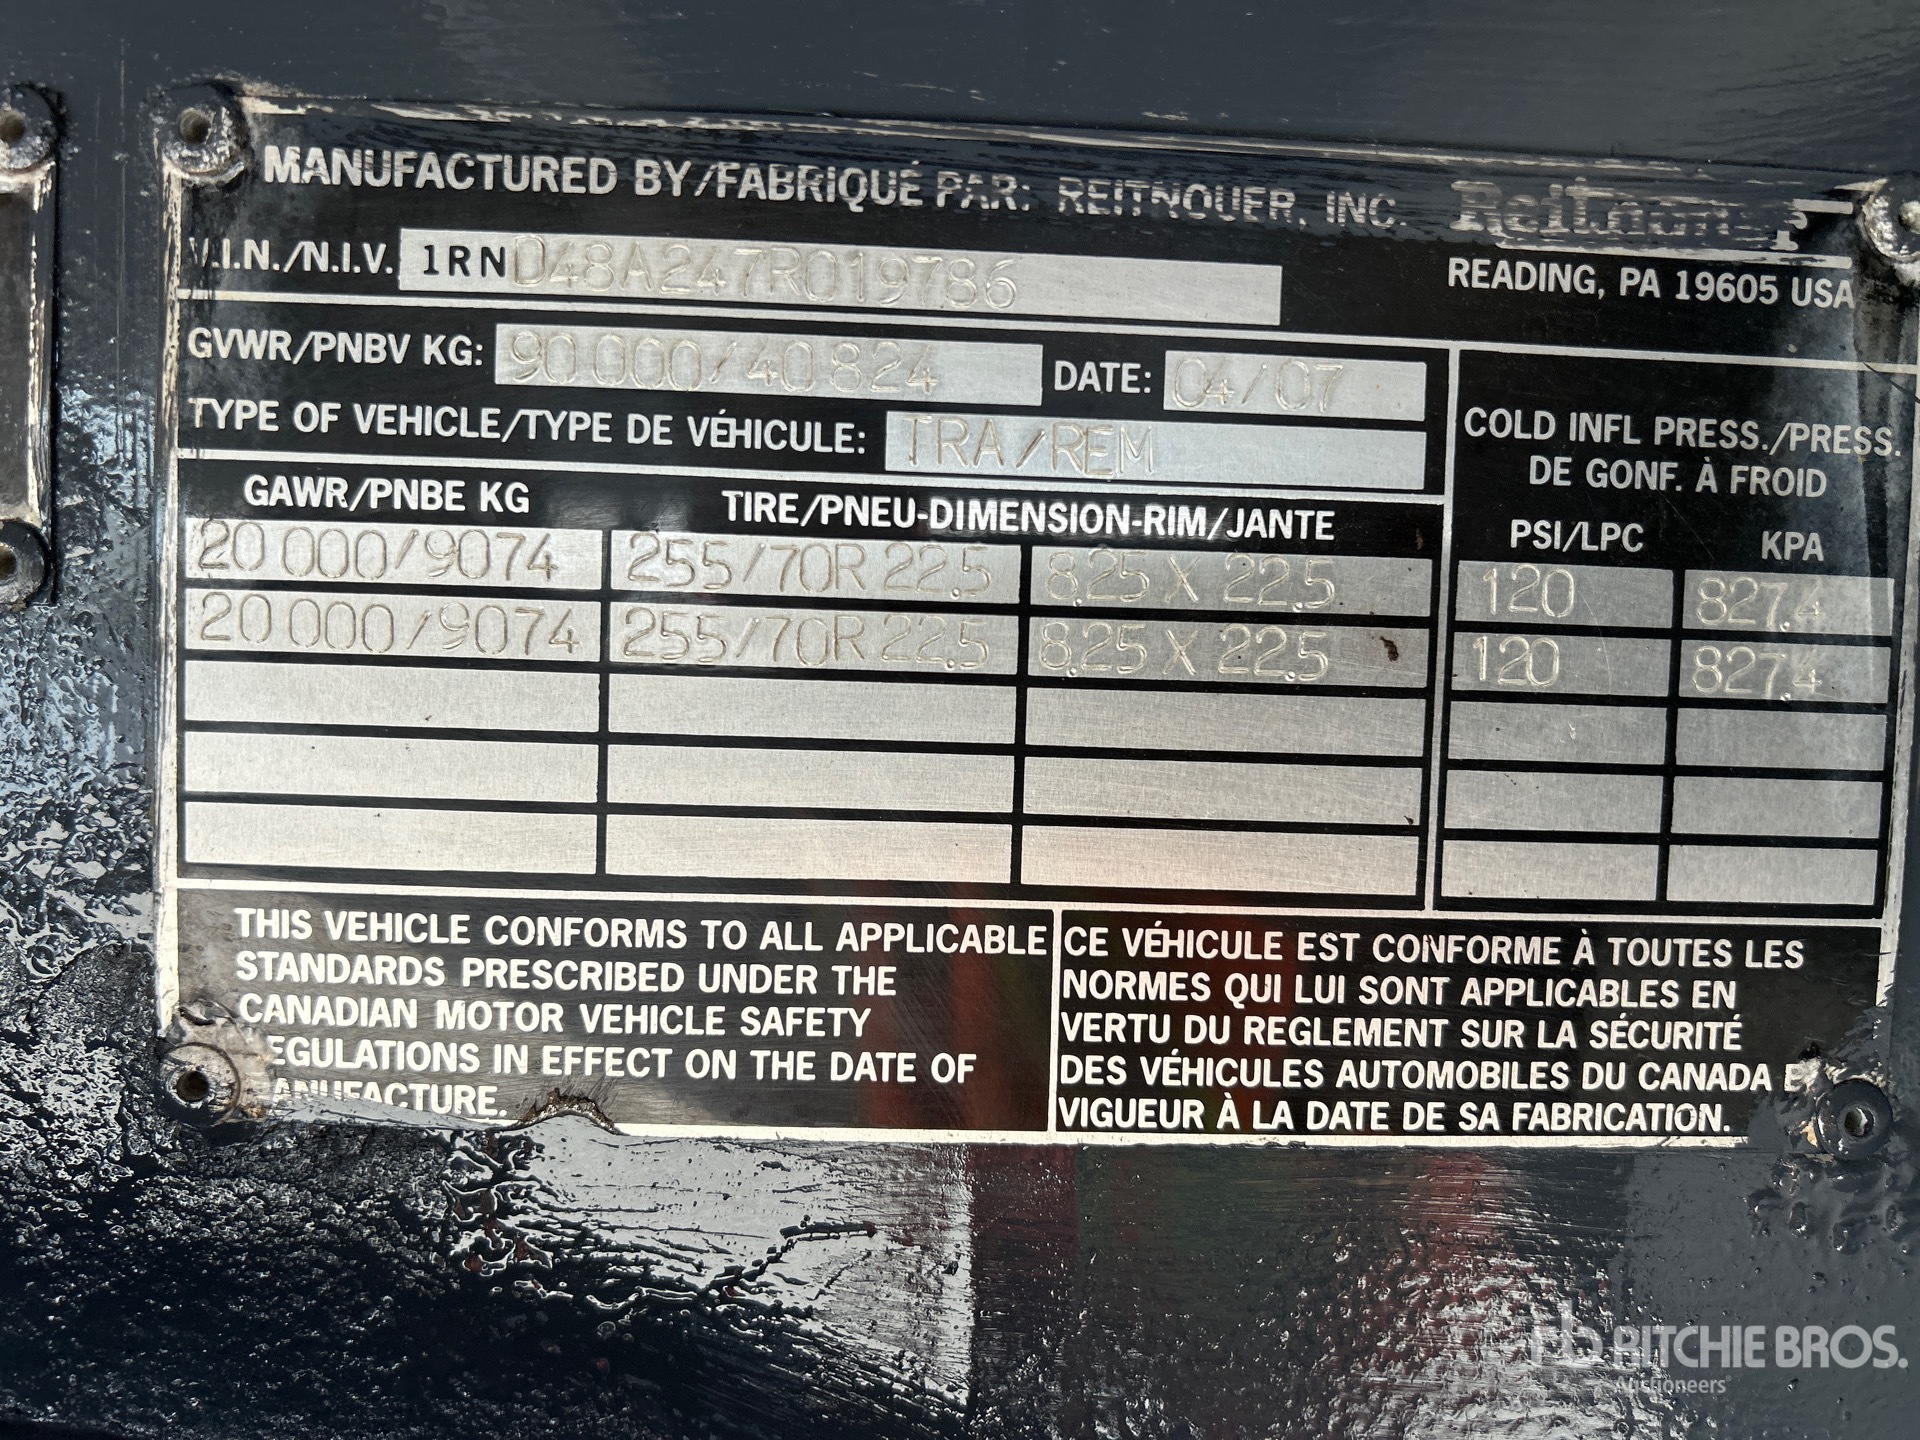 MANUFACTURED BY/FABRIQUÉ PAR: REITNOUER, INC. Reitnouer
V.I.N./N.I.V. 1RND48A247R019786
READING, PA 19605 USA
GVWR/PNBV KG: 90 000/40 824 DATE: 04/07
TYPE OF VEHICLE/TYPE DE VÉHICULE: TRA/REM
COLD INFL PRESS./PRESS.
DE GONF. À FROID
GAWR/PNBE KG TIRE/PNEU-DIMENSION-RIM/JANTE PSI/LPC KPA
20 000/9074 255/70R 22.5 8.25 X 22.5 120 827.4
20 000/9074 255/70R 22.5 8.25 X 22.5 120 827.4
THIS VEHICLE CONFORMS TO ALL APPLICABLE
STANDARDS PRESCRIBED UNDER THE
CANADIAN MOTOR VEHICLE SAFETY
EGULATIONS IN EFFECT ON THE DATE OF
ANUFACTURE.
CE VÉHICULE EST CONFORME À TOUTES LES
NORMES QUI LUI SONT APPLICABLES EN
VERTU DU REGLEMENT SUR LA SÉCURITÉ
DES VÉHICULES AUTOMOBILES DU CANADA E
VIGUEUR À LA DATE DE SA FABRICATION.
rb RITCHIE BROS.
Auctioneers